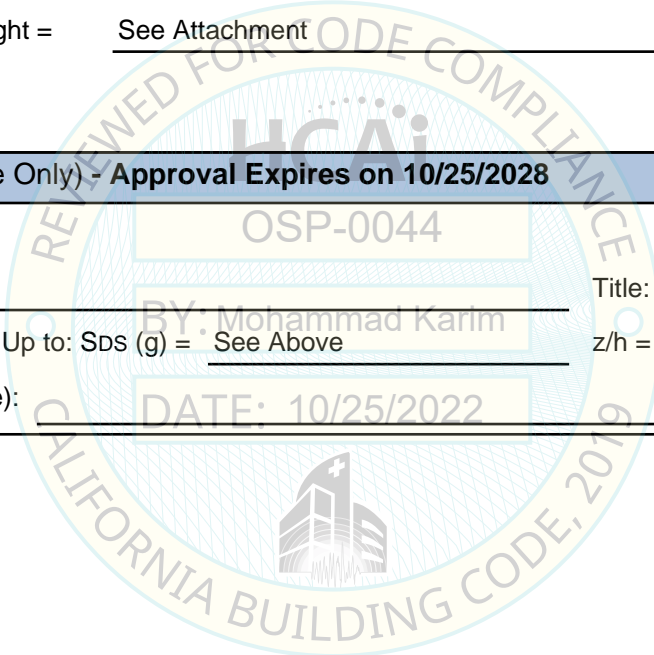 ght = See Attachment
REVIEWED FOR CODE COMPLIANCE
HCAi
e Only) - Approval Expires on 10/25/2028
OSP-0044
Title:
BY: Mohammad Karim
Up to: SDS (g) = See Above z/h =
e):
DATE: 10/25/2022
CALIFORNIA BUILDING CODE, 2019